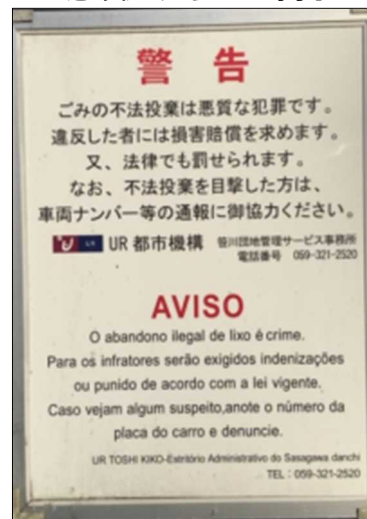 警 告
ごみの不法投棄は悪質な犯罪です。
違反した者には損害賠償を求めます。
又、法律でも罰せられます。
なお、不法投棄を目撃した方は、
車両ナンバー等の通報に御協力ください。
UR 都市機構 笹川団地管理サービス事務所
電話番号 059-321-2520
AVISO
O abandono ilegal de lixo é crime.
Para os infratores serão exigidos indenizações
ou punido de acordo com a lei vigente.
Caso vejam algum suspeito,anote o número da
placa do carro e denuncie.
UR TOSHI KIKO-Estritório Administrativo do Sasagawa danchi
TEL : 059-321-2520